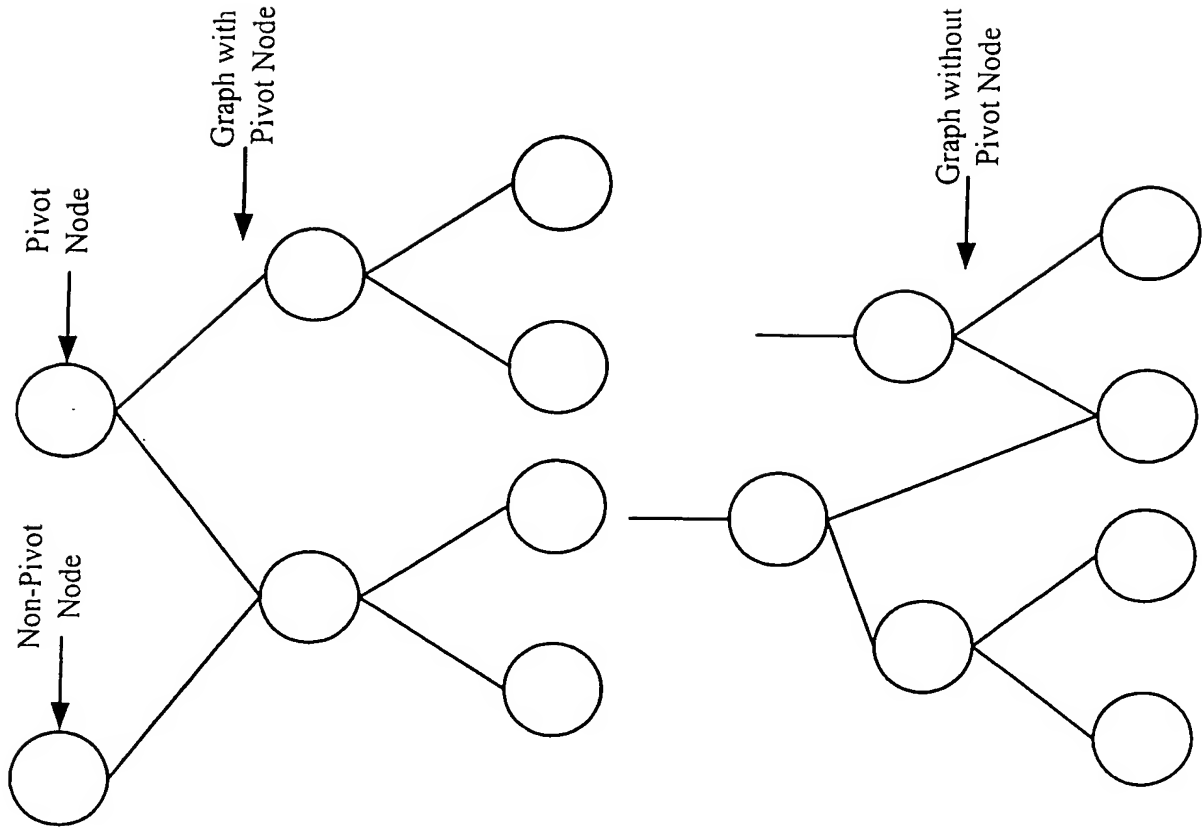 Non-Pivot
Node
Pivot
Node
Graph with
Pivot Node
Graph without
Pivot Node